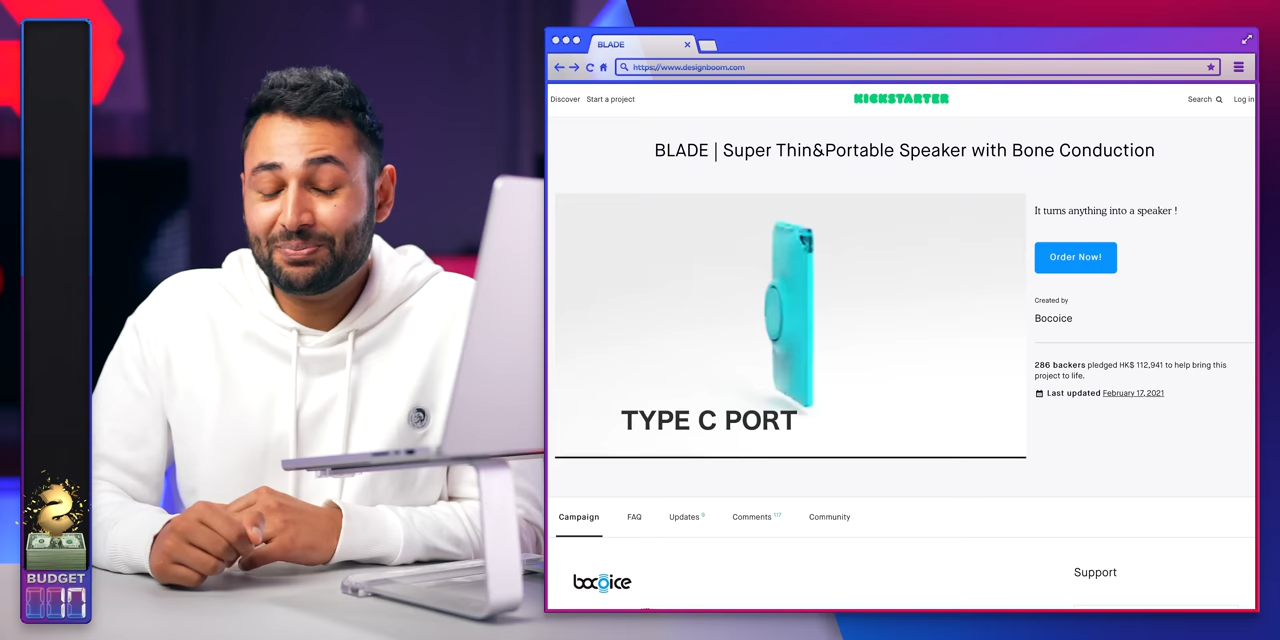 BLADE
https://www.designboom.com
Discover Start a project
KICKSTARTER
Search Log in
BLADE | Super Thin&Portable Speaker with Bone Conduction
It turns anything into a speaker !
Order Now!
Created by
Bocoice
286 backers pledged HK$ 112,941 to help bring this
project to life.
Last updated February 17, 2021
TYPE C PORT
Campaign FAQ Updates 9 Comments 117 Community
bocoice
Support
BUDGET
17